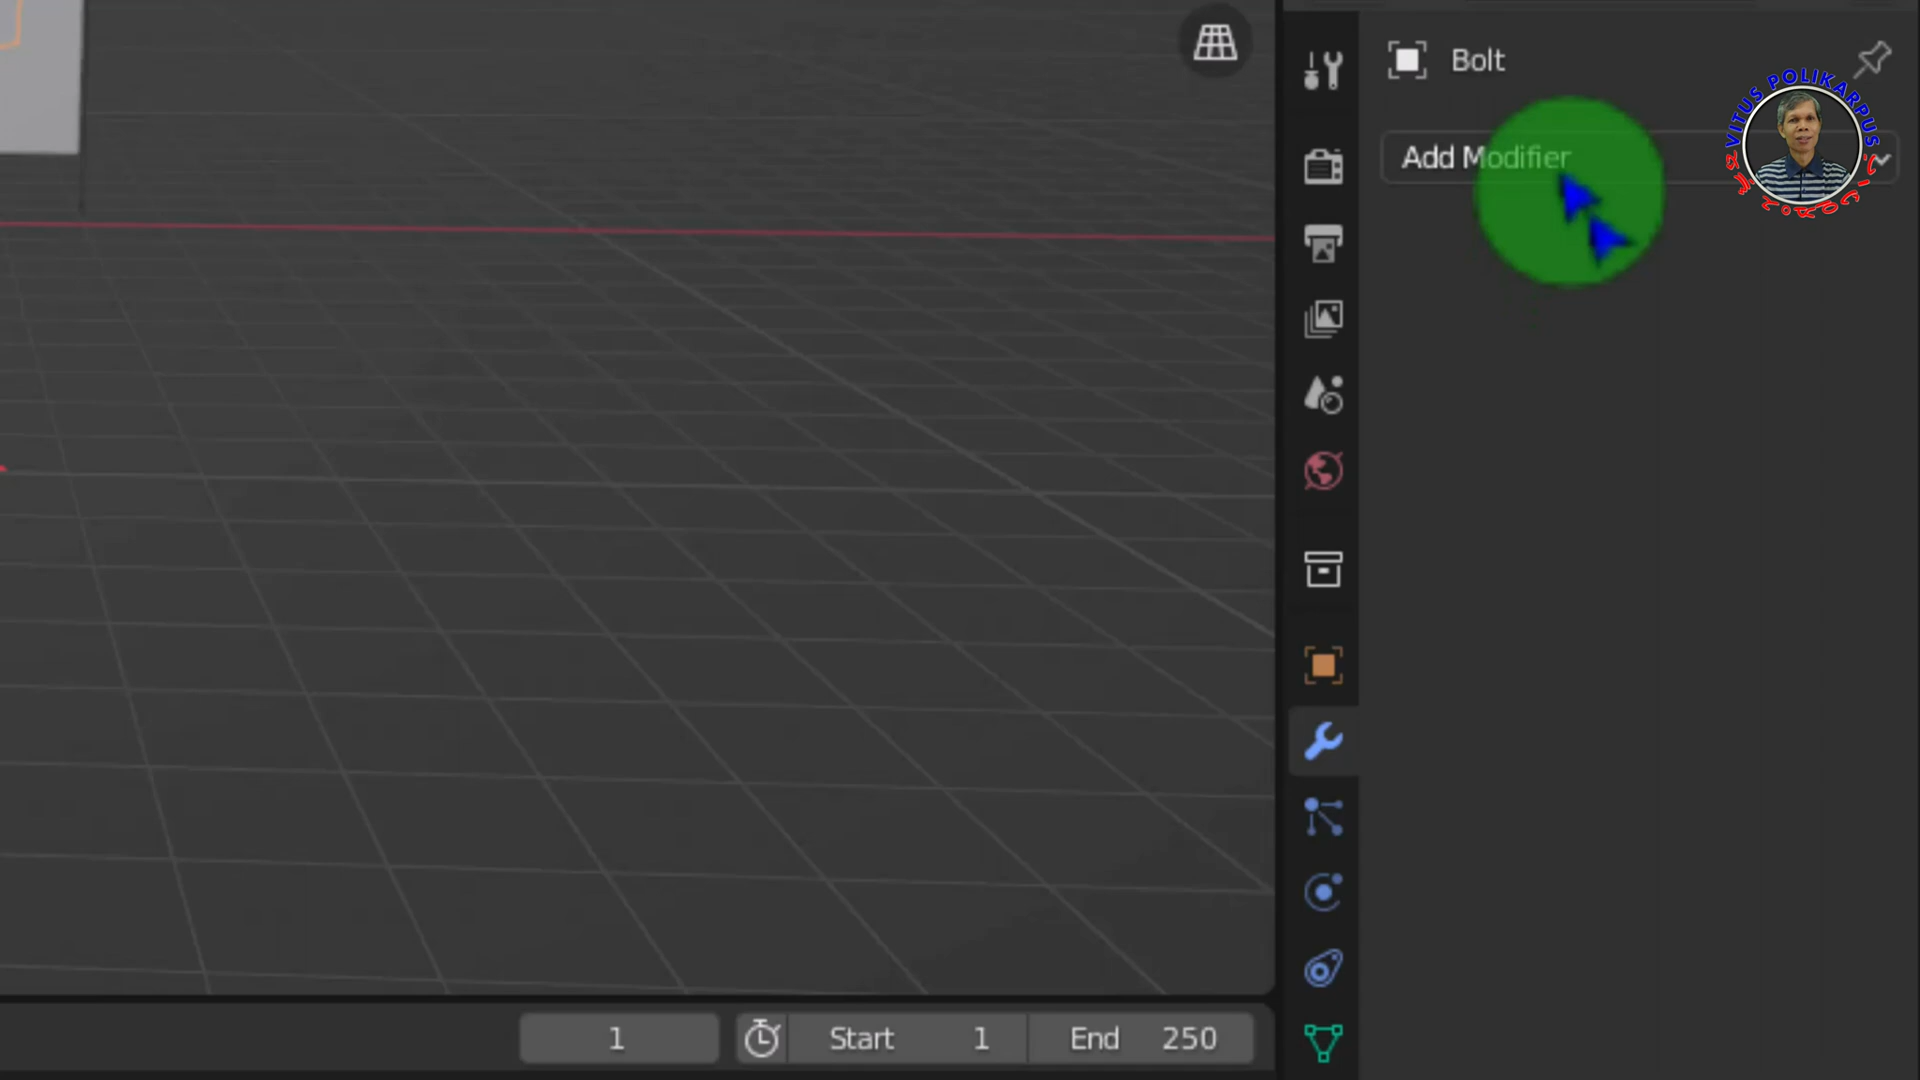 Bolt
VITUS POLIKARPUS
Add Modifier
1
Start 1
End 250